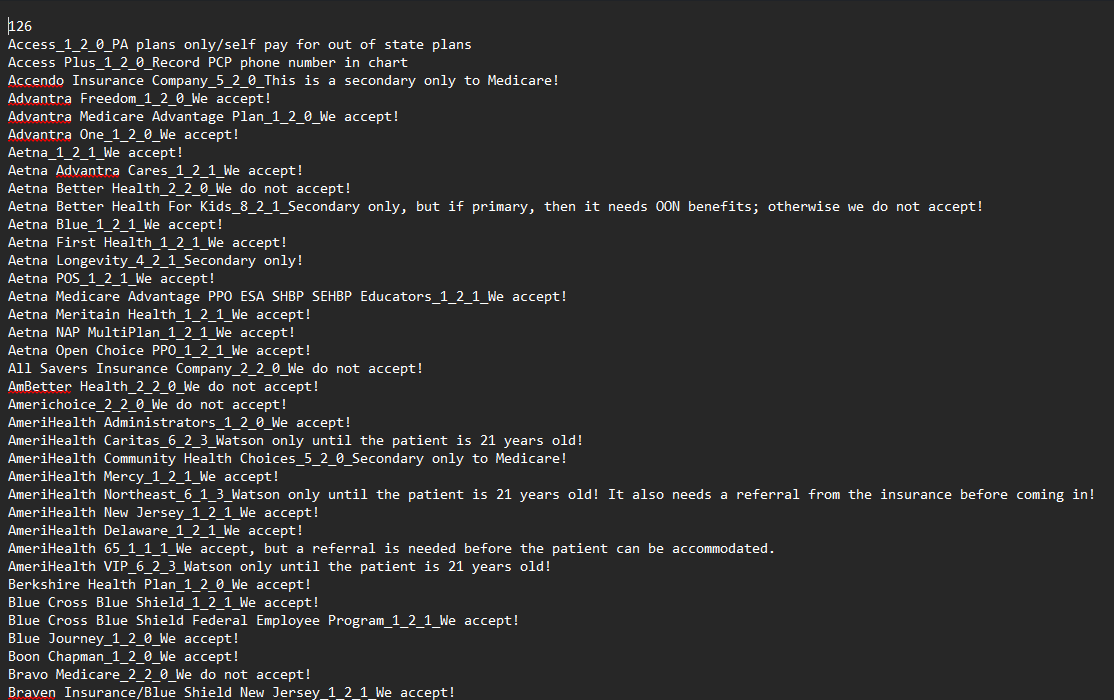 126
Access_1_2_0_PA plans only/self pay for out of state plans
Access Plus_1_2_0_Record PCP phone number in chart
Accendo Insurance Company_5_2_0_This is a secondary only to Medicare!
Advantra Freedom_1_2_0_We accept!
Advantra Medicare Advantage Plan_1_2_0_We accept!
Advantra One_1_2_0_We accept!
Aetna_1_2_1_We accept!
Aetna Advantra Cares_1_2_1_We accept!
Aetna Better Health_2_2_0_We do not accept!
Aetna Better Health For Kids_8_2_1_Secondary only, but if primary, then it needs OON benefits; otherwise we do not accept!
Aetna Blue_1_2_1_We accept!
Aetna First Health_1_2_1_We accept!
Aetna Longevity_4_2_1_Secondary only!
Aetna POS_1_2_1_We accept!
Aetna Medicare Advantage PPO ESA SHBP SEHBP Educators_1_2_1_We accept!
Aetna Meritain Health_1_2_1_We accept!
Aetna NAP MultiPlan_1_2_1_We accept!
Aetna Open Choice PPO_1_2_1_We accept!
All Savers Insurance Company_2_2_0_We do not accept!
AmBetter Health_2_2_0_We do not accept!
Americhoice_2_2_0_We do not accept!
AmeriHealth Administrators_1_2_0_We accept!
AmeriHealth Caritas_6_2_3_Watson only until the patient is 21 years old!
AmeriHealth Community Health Choices_5_2_0_Secondary only to Medicare!
AmeriHealth Mercy_1_2_1_We accept!
AmeriHealth Northeast_6_1_3_Watson only until the patient is 21 years old! It also needs a referral from the insurance before coming in!
AmeriHealth New Jersey_1_2_1_We accept!
AmeriHealth Delaware_1_2_1_We accept!
AmeriHealth 65_1_1_1_We accept, but a referral is needed before the patient can be accommodated.
AmeriHealth VIP_6_2_3_Watson only until the patient is 21 years old!
Berkshire Health Plan_1_2_0_We accept!
Blue Cross Blue Shield_1_2_1_We accept!
Blue Cross Blue Shield Federal Employee Program_1_2_1_We accept!
Blue Journey_1_2_0_We accept!
Boon Chapman_1_2_0_We accept!
Bravo Medicare_2_2_0_We do not accept!
Braven Insurance/Blue Shield New Jersey_1_2_1_We accept!